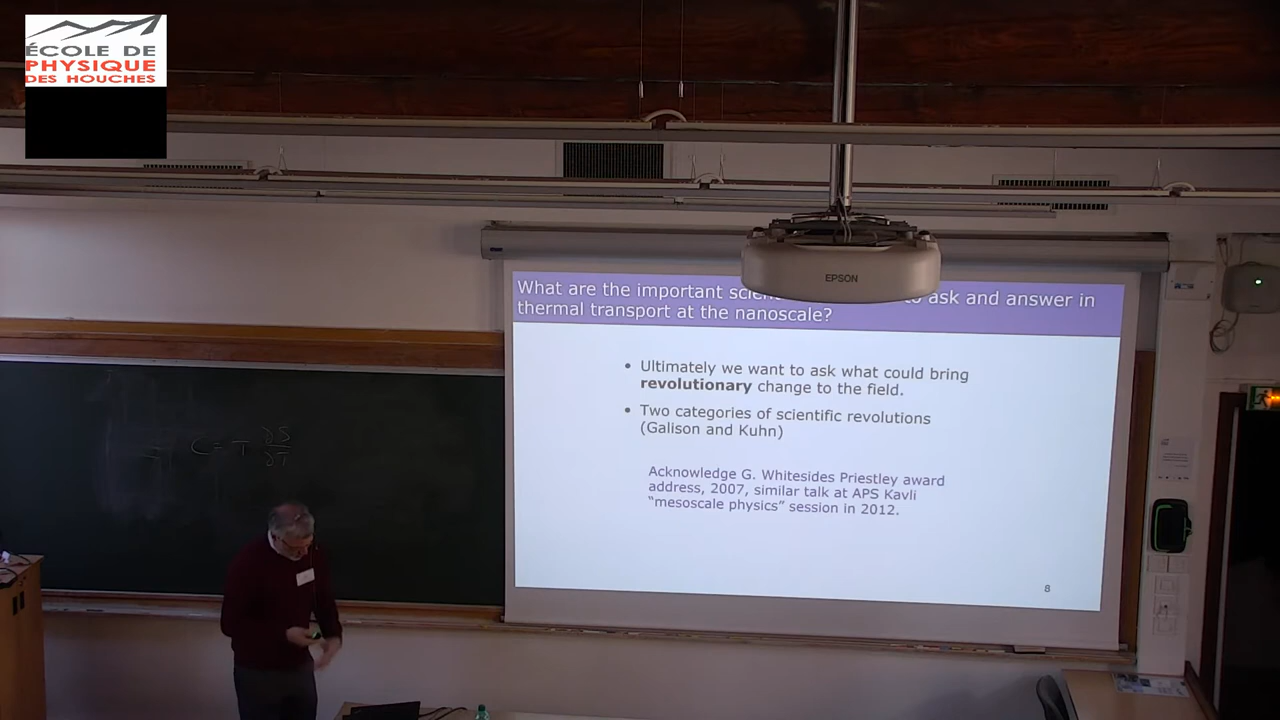 ÉCOLE DE
PHYSIQUE
DES HOUCHES
EPSON
What are the important scien to ask and answer in
thermal transport at the nanoscale?
• Ultimately we want to ask what could bring
revolutionary change to the field.
• Two categories of scientific revolutions
(Galison and Kuhn)
Acknowledge G. Whitesides Priestley award
address, 2007, similar talk at APS Kavli
“mesoscale physics” session in 2012.
8
C = T ∂S/∂T